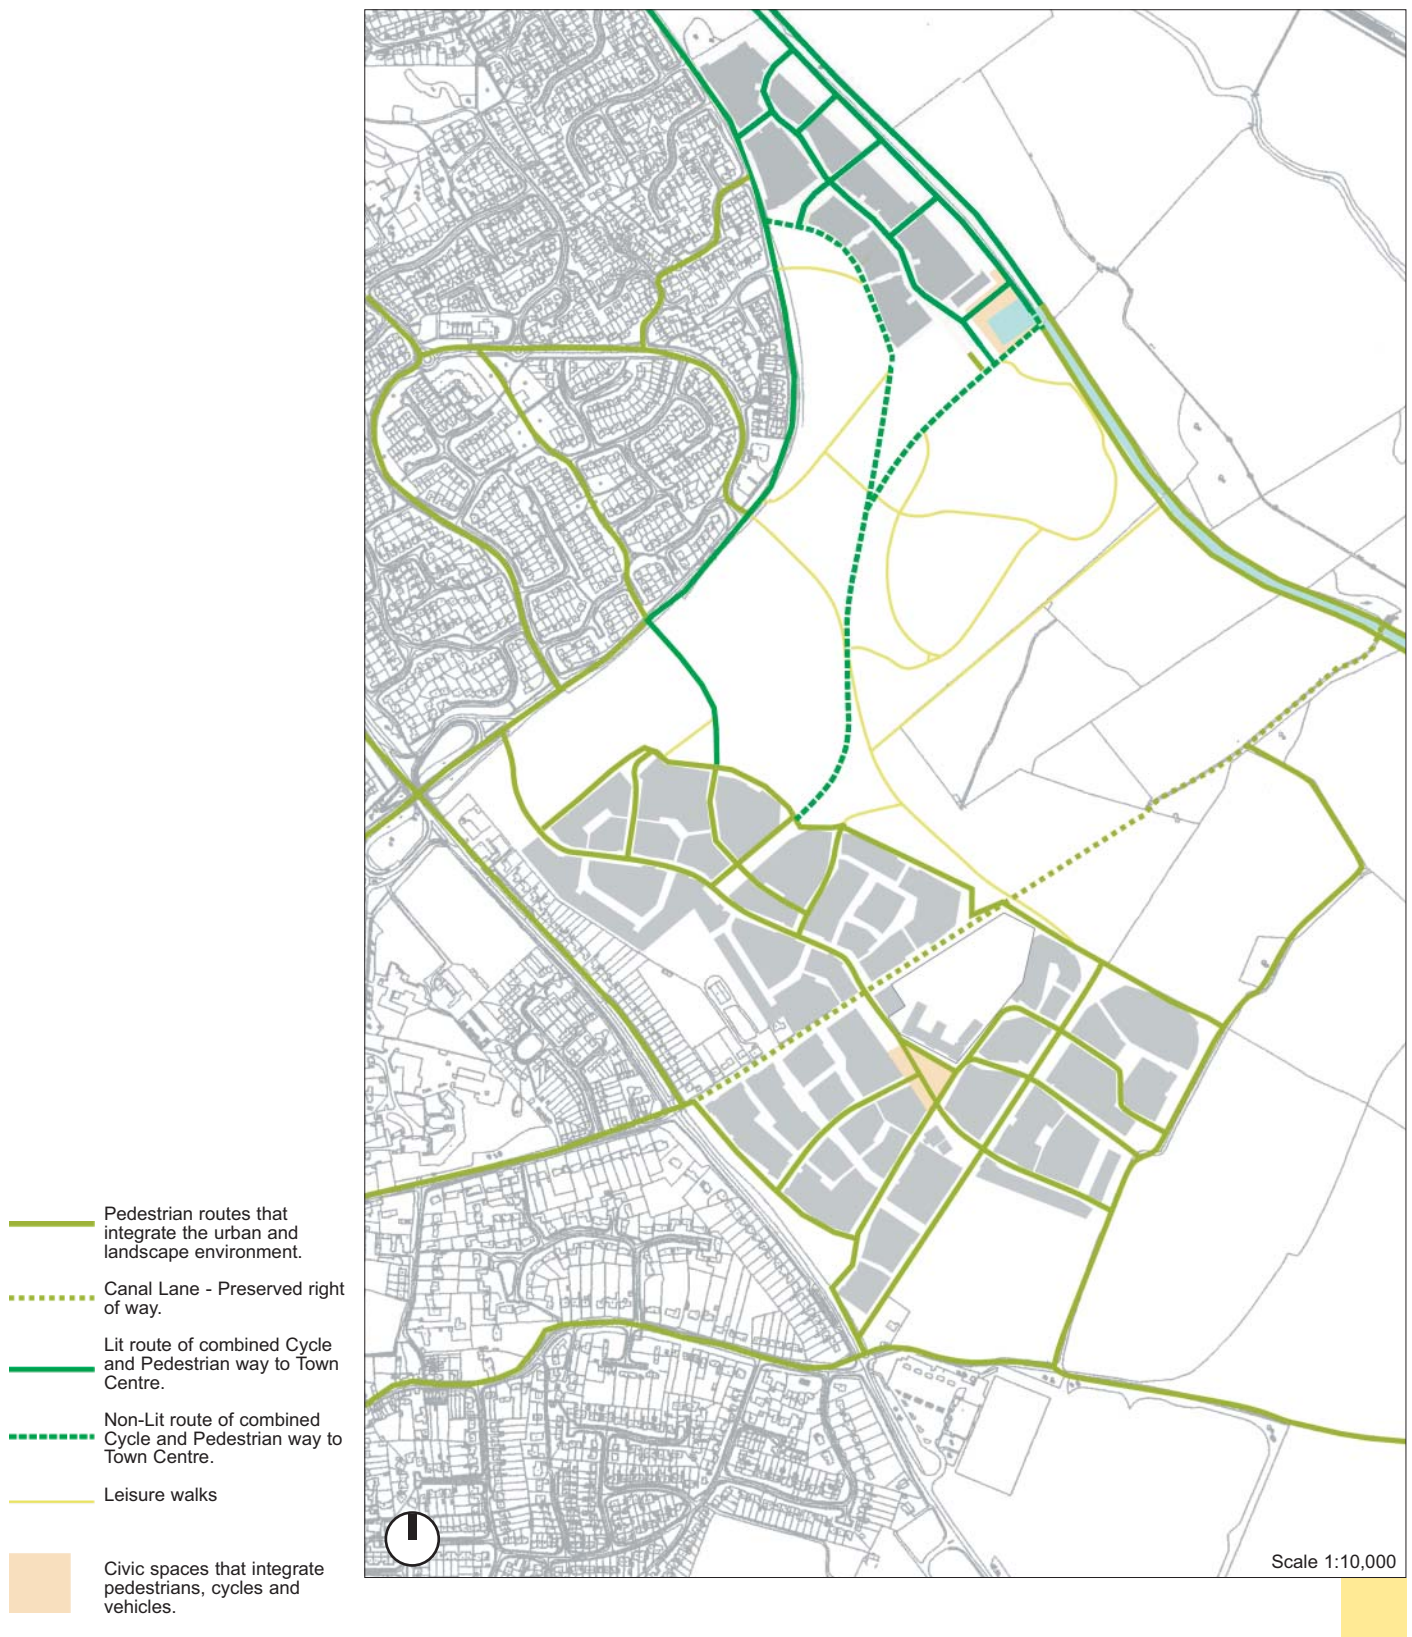 Pedestrian routes that
integrate the urban and
landscape environment.
Canal Lane - Preserved right
of way.
Lit route of combined Cycle
and Pedestrian way to Town
Centre.
Non-Lit route of combined
Cycle and Pedestrian way to
Town Centre.
Leisure walks
Civic spaces that integrate
pedestrians, cycles and
vehicles.
Scale 1:10,000